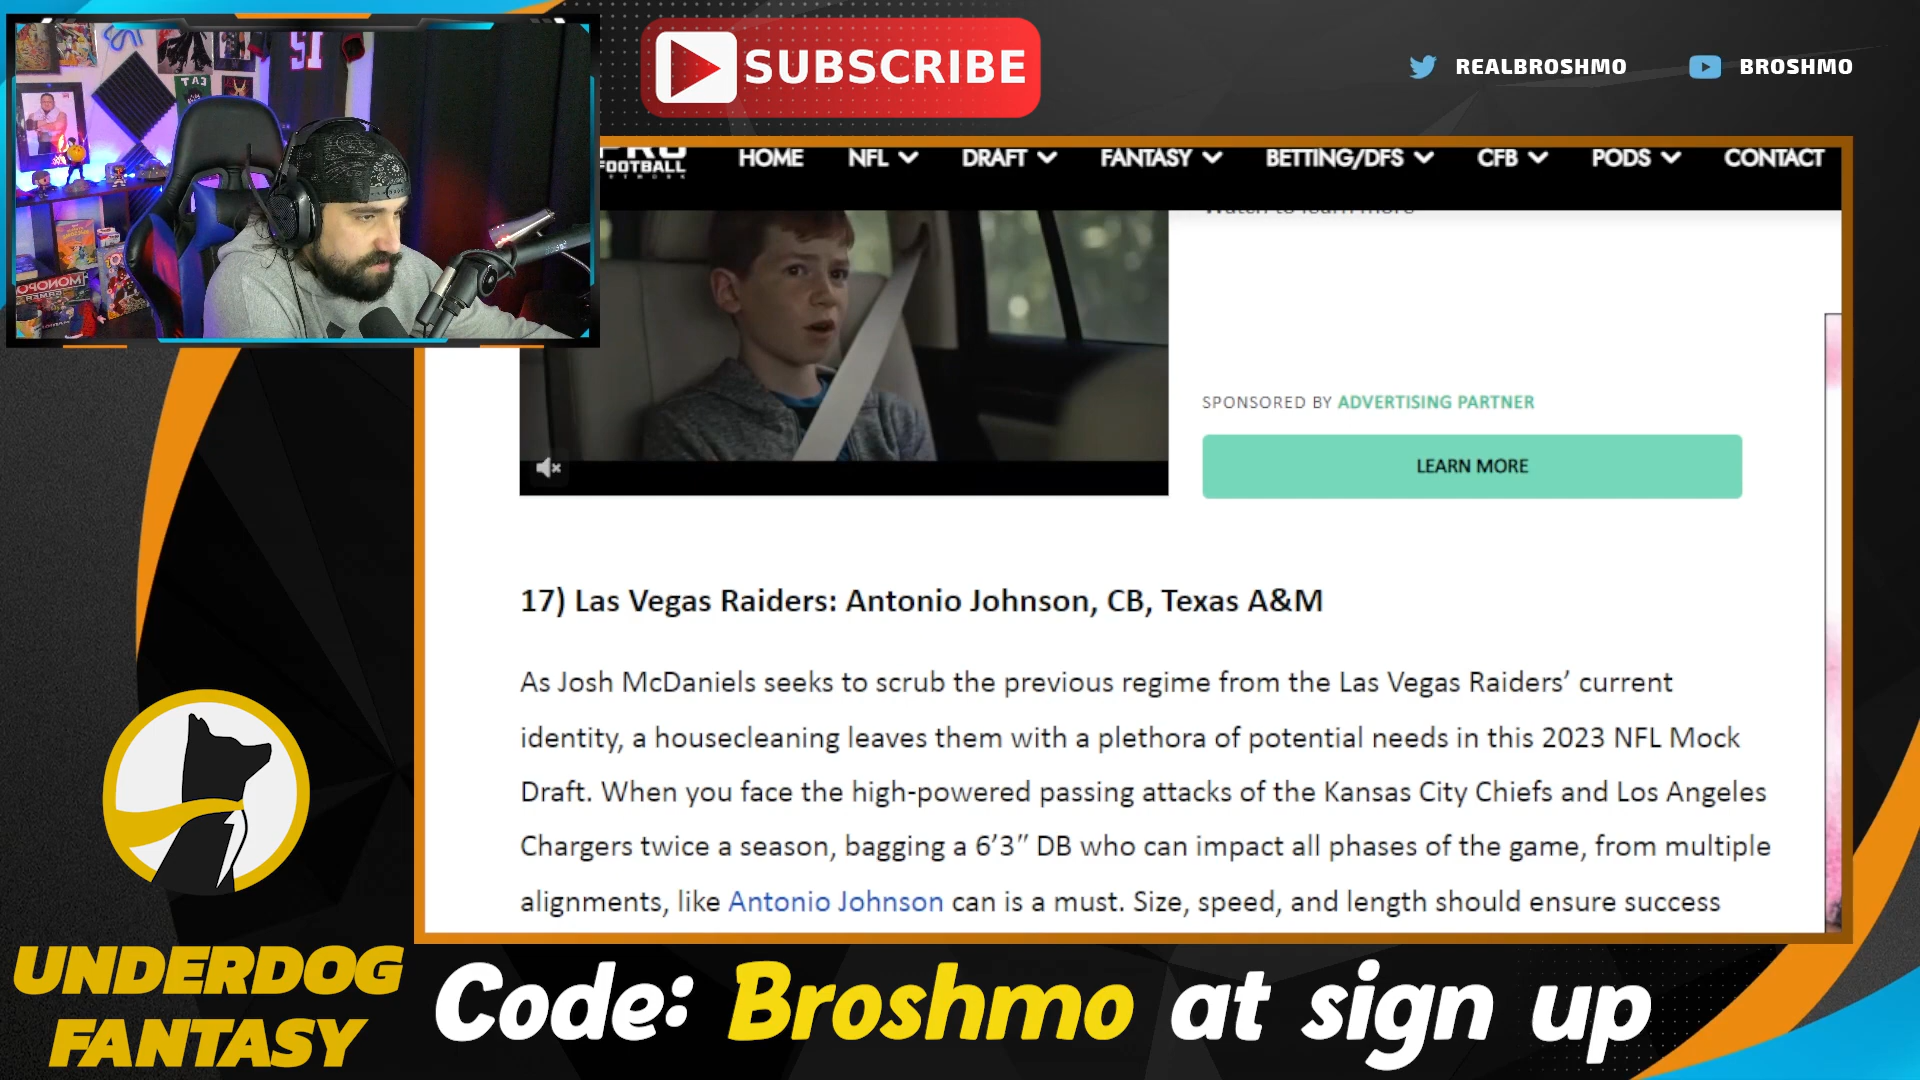 SUBSCRIBE
REALBROSHMO
BROSHMO
FOOTBALL
HOME
NFL
DRAFT
FANTASY
BETTING/DFS
CFB
PODS
CONTACT
Watch to learn more
SPONSORED BY ADVERTISING PARTNER
LEARN MORE
17) Las Vegas Raiders: Antonio Johnson, CB, Texas A&M
As Josh McDaniels seeks to scrub the previous regime from the Las Vegas Raiders’ current
identity, a housecleaning leaves them with a plethora of potential needs in this 2023 NFL Mock
Draft. When you face the high-powered passing attacks of the Kansas City Chiefs and Los Angeles
Chargers twice a season, bagging a 6’3” DB who can impact all phases of the game, from multiple
alignments, like Antonio Johnson can is a must. Size, speed, and length should ensure success
UNDERDOG
FANTASY
Code: Broshmo at sign up